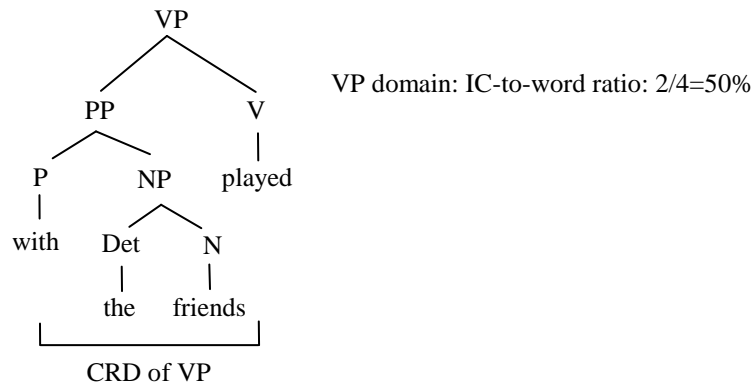 VP
VP domain: IC-to-word ratio: 2/4=50%
PP V
P NP played
with Det N
the friends
CRD of VP